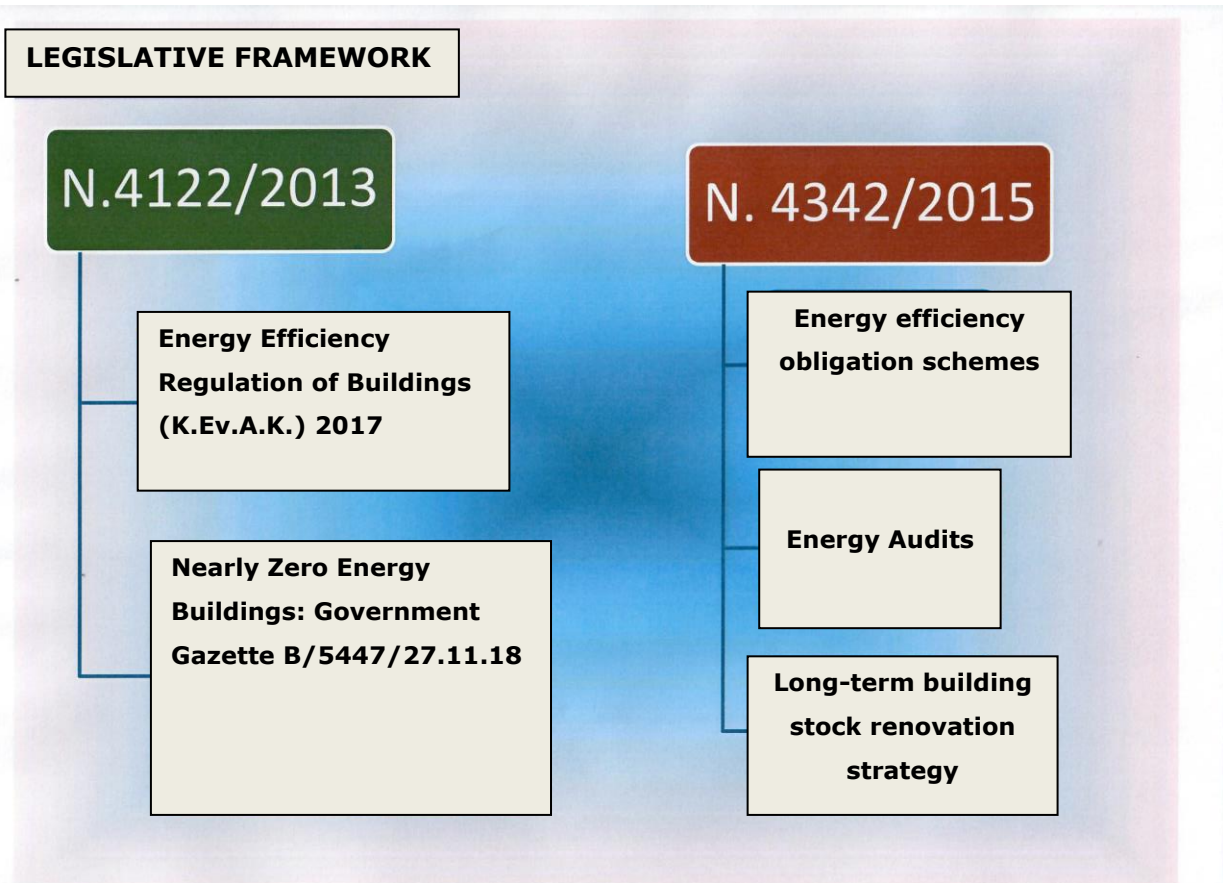 LEGISLATIVE FRAMEWORK
N.4122/2013
Energy Efficiency
Regulation of Buildings
(K.Ev.A.K.) 2017
Nearly Zero Energy
Buildings: Government
Gazette B/5447/27.11.18
N. 4342/2015
Energy efficiency
obligation schemes
Energy Audits
Long-term building
stock renovation
strategy